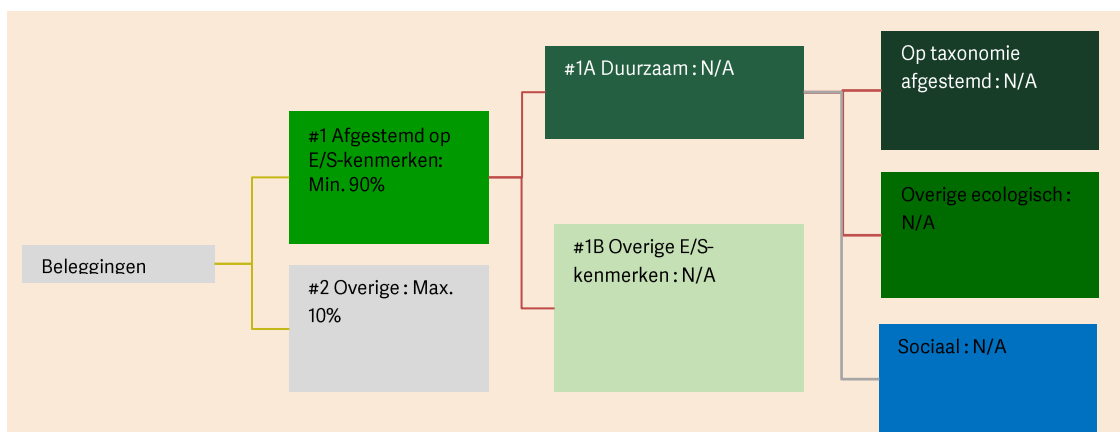 Beleggingen
#1 Afgestemd op
E/S-kenmerken:
Min. 90%
#2 Overige : Max.
10%
#1A Duurzaam : N/A
#1B Overige E/S-
kenmerken : N/A
Op taxonomie
afgestemd : N/A
Overige ecologisch :
N/A
Sociaal : N/A